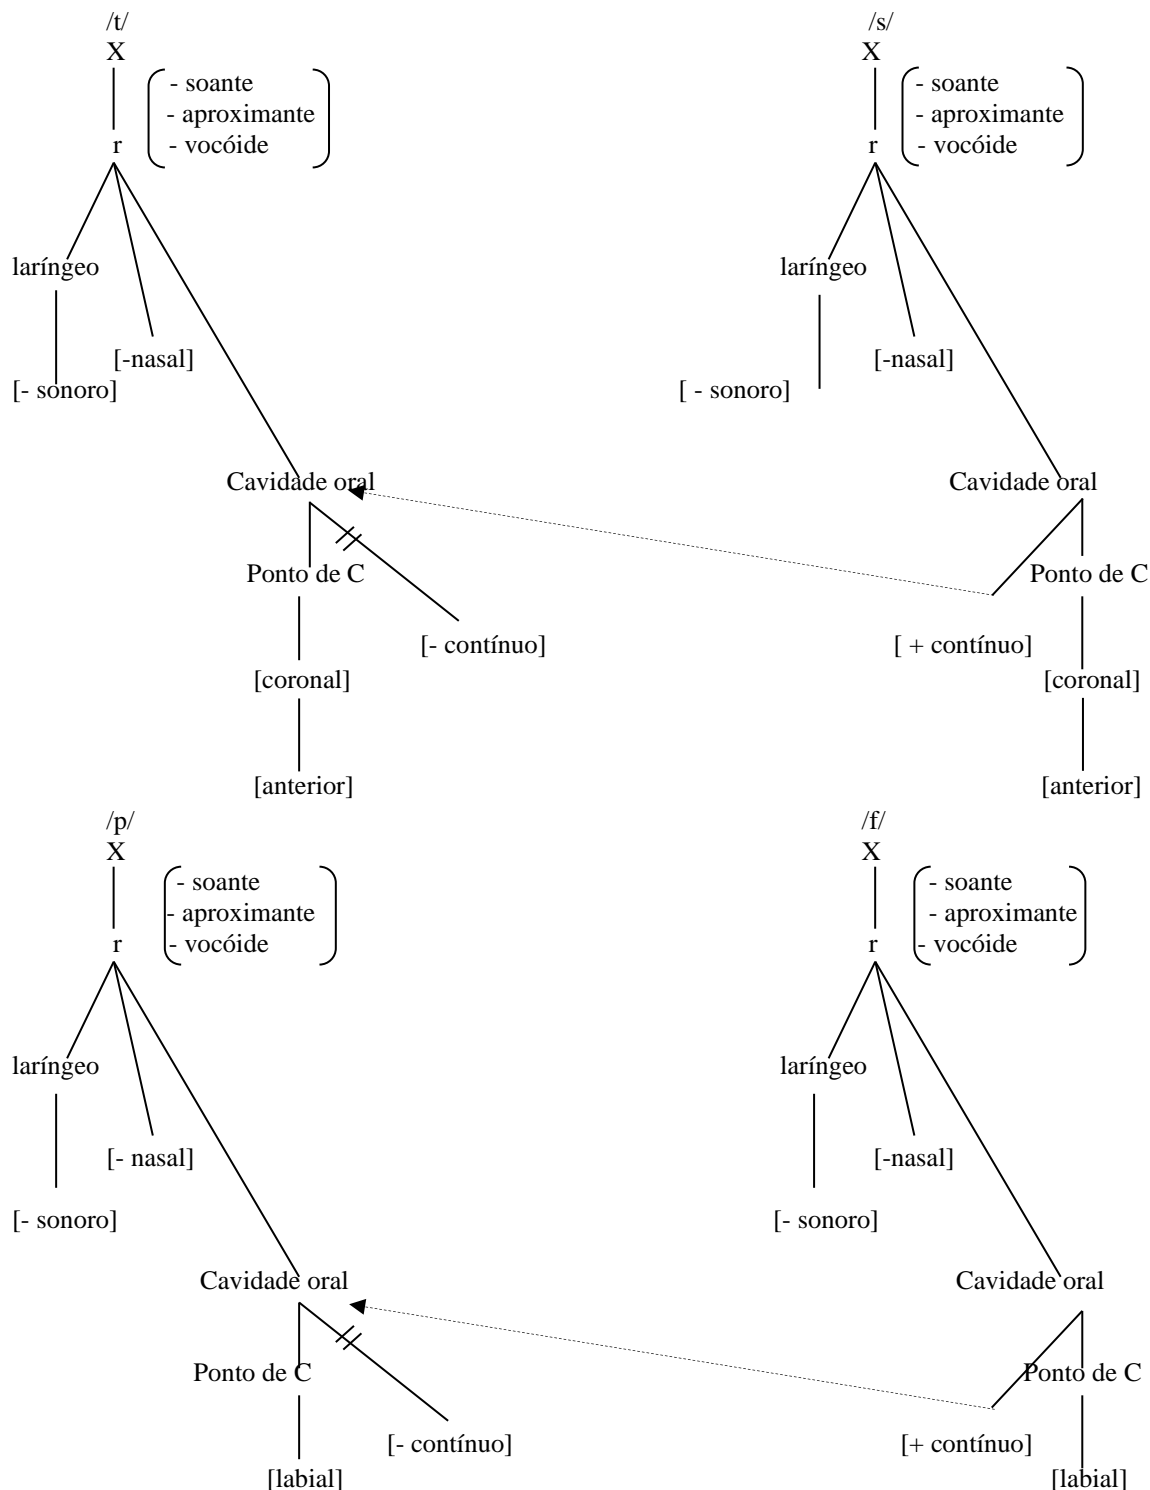 /t/ /s/
X X
- soante - soante
- aproximante - aproximante
r - vocóide r - vocóide
laríngeo laríngeo
[-nasal] [-nasal]
[- sonoro] [ - sonoro]
Cavidade oral Cavidade oral
Ponto de C Ponto de C
[- contínuo] [ + contínuo]
[coronal] [coronal]
[anterior] [anterior]
/p/ /f/
X X
- soante - soante
- aproximante - aproximante
r - vocóide r - vocóide
laríngeo laríngeo
[- nasal] [-nasal]
[- sonoro] [- sonoro]
Cavidade oral Cavidade oral
Ponto de C Ponto de C
[- contínuo] [+ contínuo]
[labial] [labial]